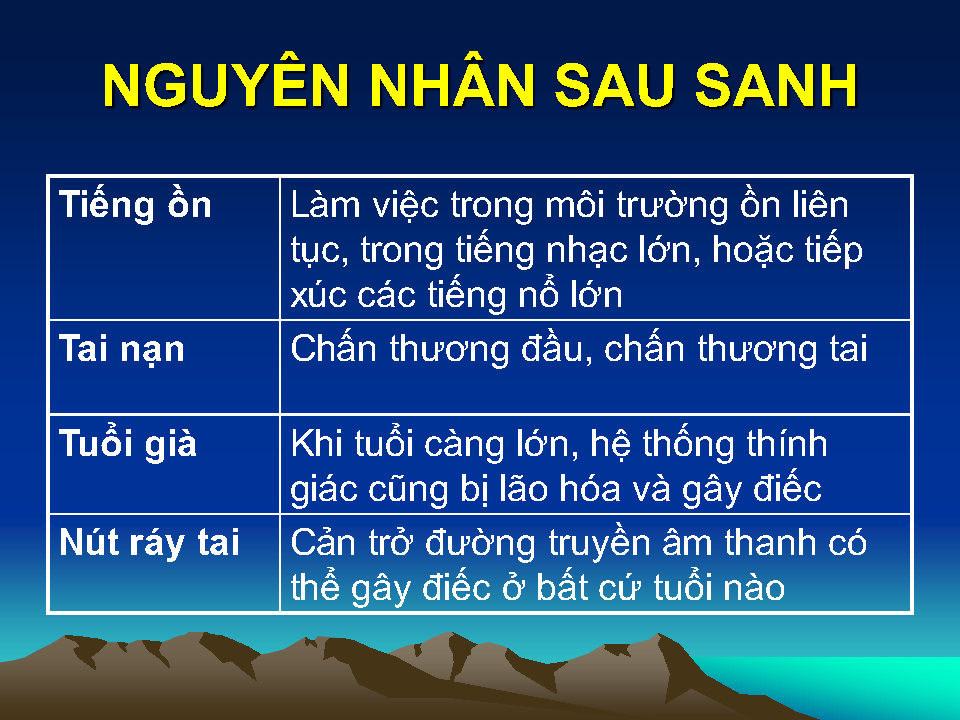 NGUYÊN NHÂN SAU SANH
Tiếng ồn
Làm việc trong môi trường ồn liên
tục, trong tiếng nhạc lớn, hoặc tiếp
xúc các tiếng nổ lớn
Tai nạn
Chấn thương đầu, chấn thương tai
Tuổi già
Khi tuổi càng lớn, hệ thống thính
giác cũng bị lão hóa và gây điếc
Nút ráy tai
Cản trở đường truyền âm thanh có
thể gây điếc ở bất cứ tuổi nào